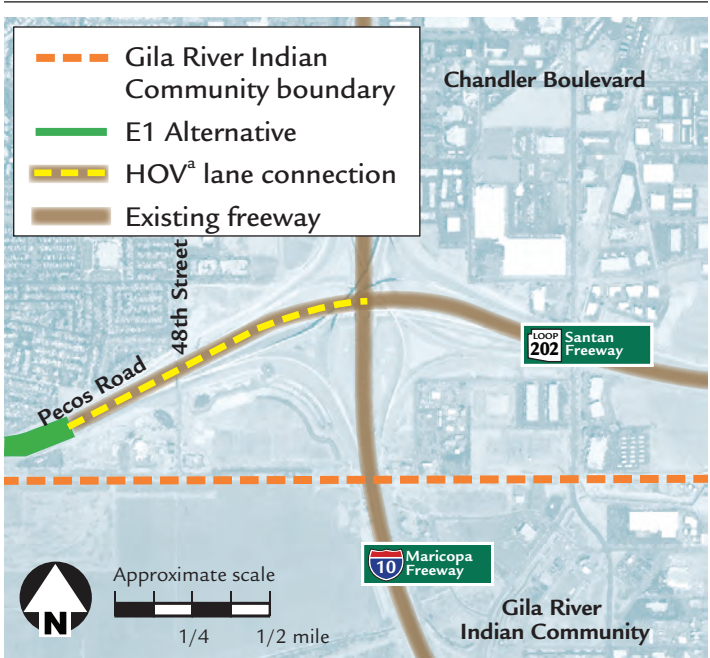 Gila River Indian
Community boundary
E1 Alternative
HOVa lane connection
Existing freeway
Chandler Boulevard
48th Street
Pecos Road
LOOP
202
Santan
Freeway
10
Maricopa
Freeway
Approximate scale
1/4 1/2 mile
N
Gila River
Indian Community